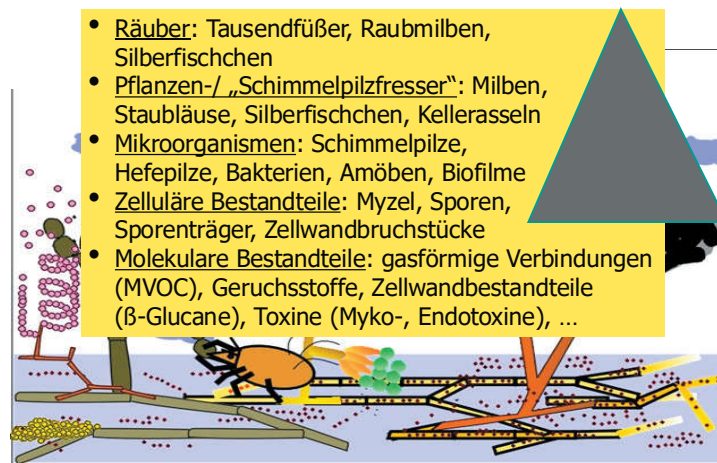 • Räuber: Tausendfüßer, Raubmilben,
Silberfischchen
• Pflanzen-/ „Schimmelpilzfresser“: Milben,
Staubläuse, Silberfischchen, Kellerasseln
• Mikroorganismen: Schimmelpilze,
Hefepilze, Bakterien, Amöben, Biofilme
• Zelluläre Bestandteile: Myzel, Sporen,
Sporenträger, Zellwandbruchstücke
• Molekulare Bestandteile: gasförmige Verbindungen
(MVOC), Geruchsstoffe, Zellwandbestandteile
(ß-Glucane), Toxine (Myko-, Endotoxine), …